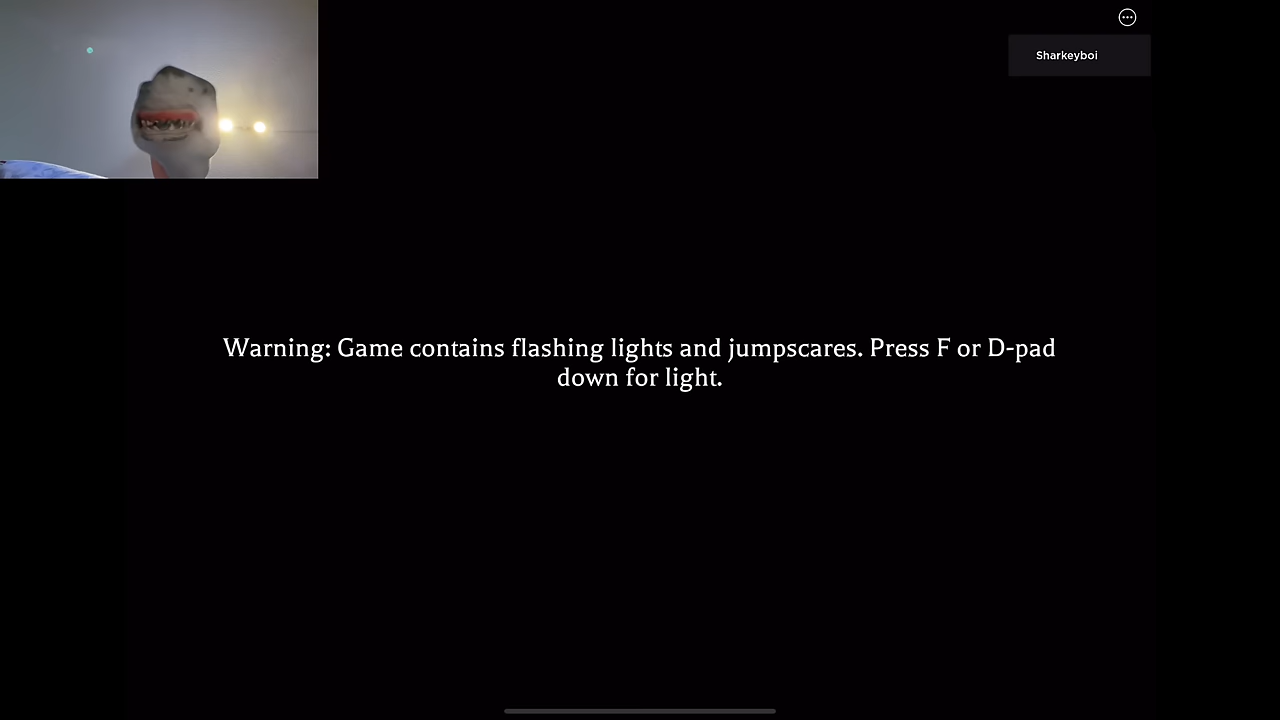 Sharkeyboi
Warning: Game contains flashing lights and jumpscares. Press F or D-pad
down for light.